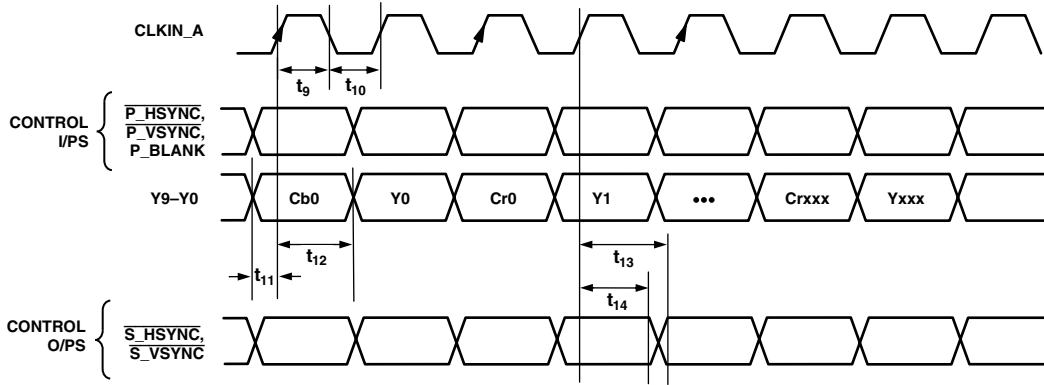 CLKIN_A
t9
t10
CONTROL
I/PS
P_HSYNC,
P_VSYNC,
P_BLANK
Y9–Y0
Cb0
Y0
Cr0
Y1
•••
Crxxx
Yxxx
t11
t12
t13
t14
CONTROL
O/PS
S_HSYNC,
S_VSYNC